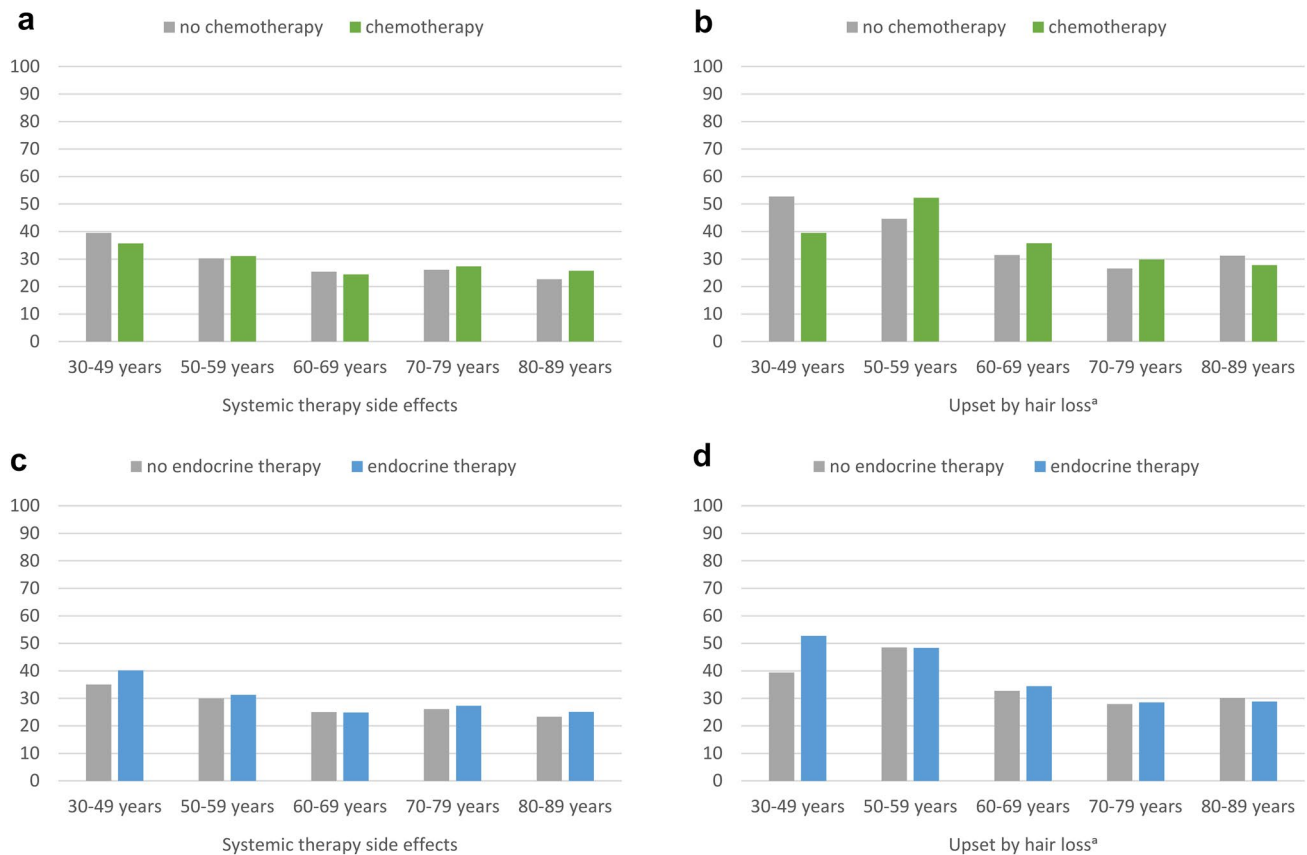 a
no chemotherapy chemotherapy
100
90
80
70
60
50
40
30
20
10
0
30-49 years 50-59 years 60-69 years 70-79 years 80-89 years
Systemic therapy side effects
b
no chemotherapy chemotherapy
100
90
80
70
60
50
40
30
20
10
0
30-49 years 50-59 years 60-69 years 70-79 years 80-89 years
Upset by hair lossᵃ
c
no endocrine therapy endocrine therapy
100
90
80
70
60
50
40
30
20
10
0
30-49 years 50-59 years 60-69 years 70-79 years 80-89 years
Systemic therapy side effects
d
no endocrine therapy endocrine therapy
100
90
80
70
60
50
40
30
20
10
0
30-49 years 50-59 years 60-69 years 70-79 years 80-89 years
Upset by hair lossᵃ